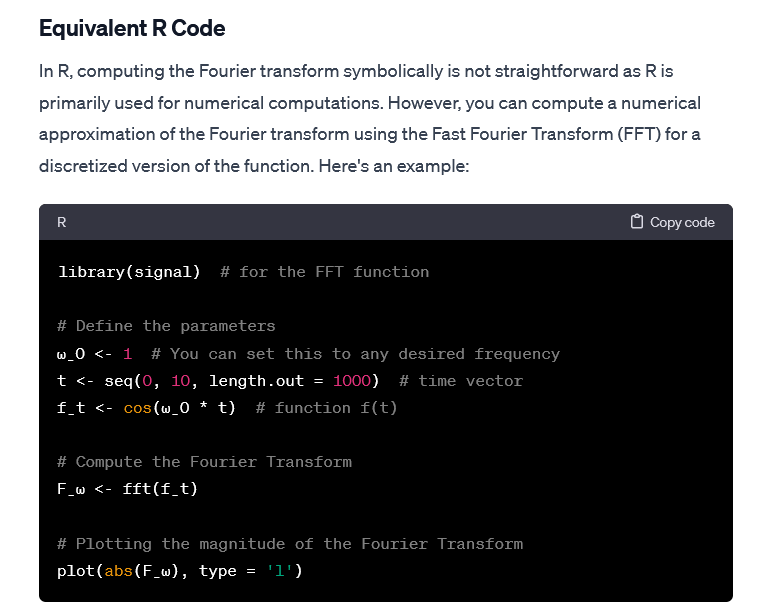 Equivalent R Code
In R, computing the Fourier transform symbolically is not straightforward as R is
primarily used for numerical computations. However, you can compute a numerical
approximation of the Fourier transform using the Fast Fourier Transform (FFT) for a
discretized version of the function. Here's an example:
R Copy code
library(signal)  # for the FFT function
# Define the parameters
ω_0 <- 1  # You can set this to any desired frequency
t <- seq(0, 10, length.out = 1000)  # time vector
f_t <- cos(ω_0 * t)  # function f(t)
# Compute the Fourier Transform
F_ω <- fft(f_t)
# Plotting the magnitude of the Fourier Transform
plot(abs(F_ω), type = 'l')